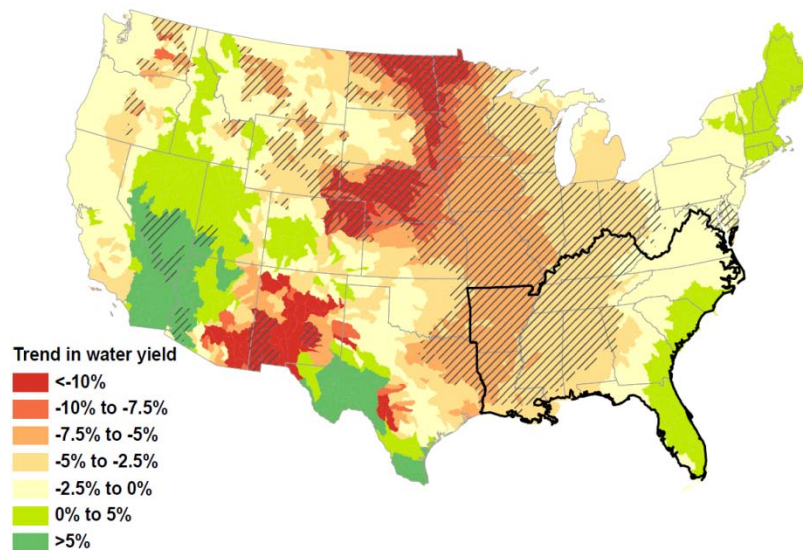 Trend in water yield
<-10%
-10% to -7.5%
-7.5% to -5%
-5% to -2.5%
-2.5% to 0%
0% to 5%
>5%